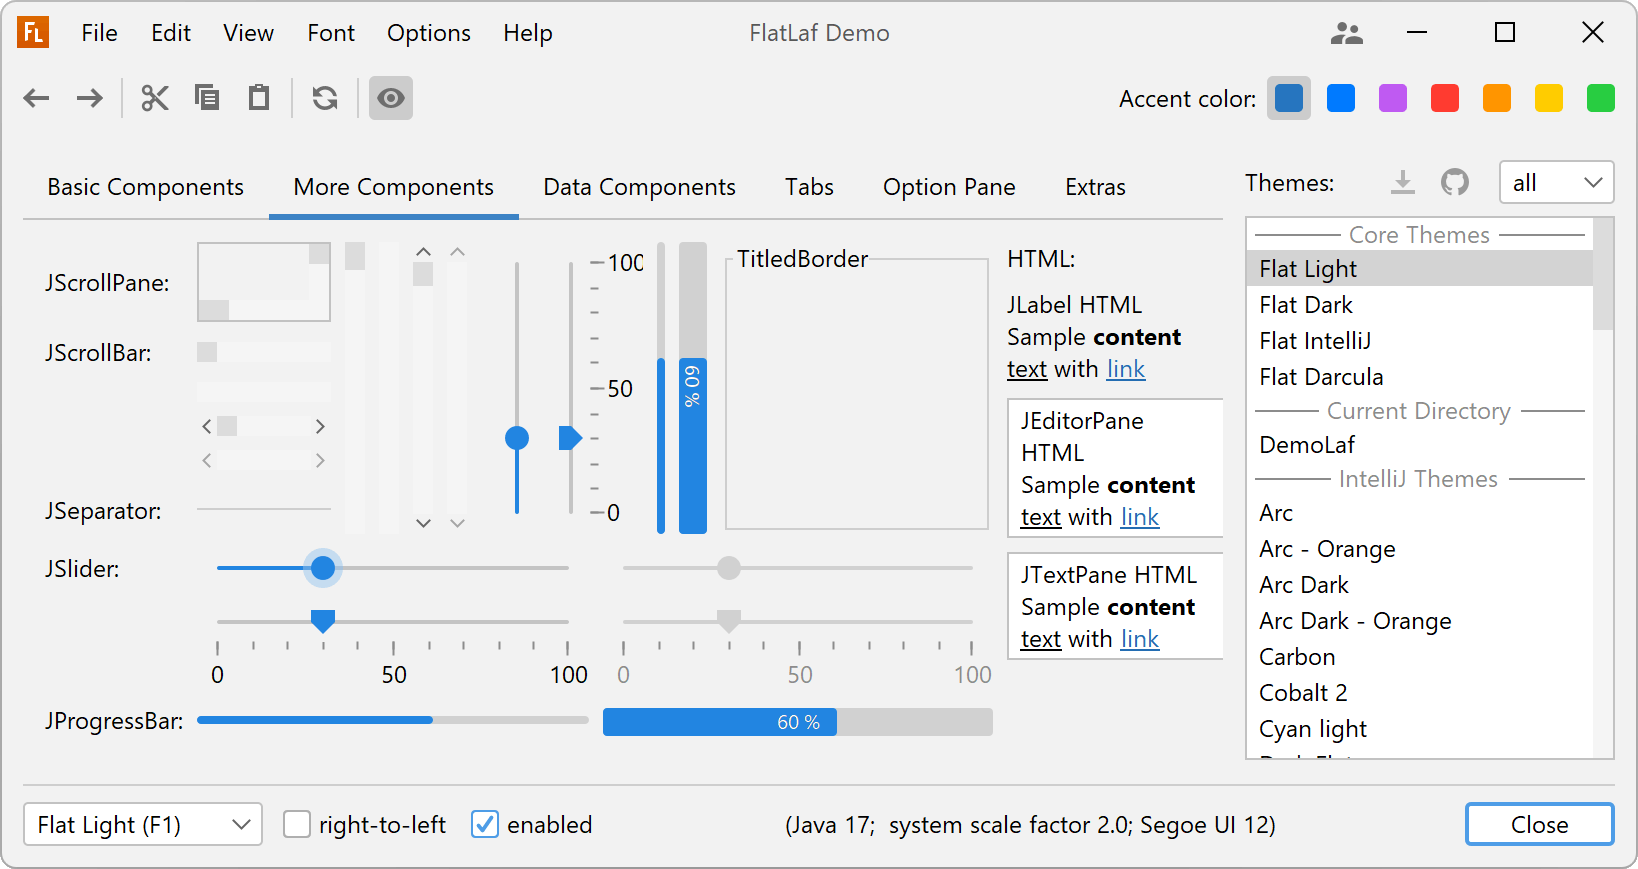 FL File Edit View Font Options Help FlatLaf Demo
Accent color:
Basic Components More Components Data Components Tabs Option Pane Extras
Themes: all
JScrollPane:
JScrollBar:
JSeparator:
JSlider:
0 50 100
0 50 100
JProgressBar:
60 %
100
50
0
60 %
TitledBorder
HTML:
JLabel HTML
Sample content
text with link
JEditorPane
HTML
Sample content
text with link
JTextPane HTML
Sample content
text with link
Core Themes
Flat Light
Flat Dark
Flat IntelliJ
Flat Darcula
Current Directory
DemoLaf
IntelliJ Themes
Arc
Arc - Orange
Arc Dark
Arc Dark - Orange
Carbon
Cobalt 2
Cyan light
Flat Light (F1) right-to-left enabled (Java 17; system scale factor 2.0; Segoe UI 12) Close